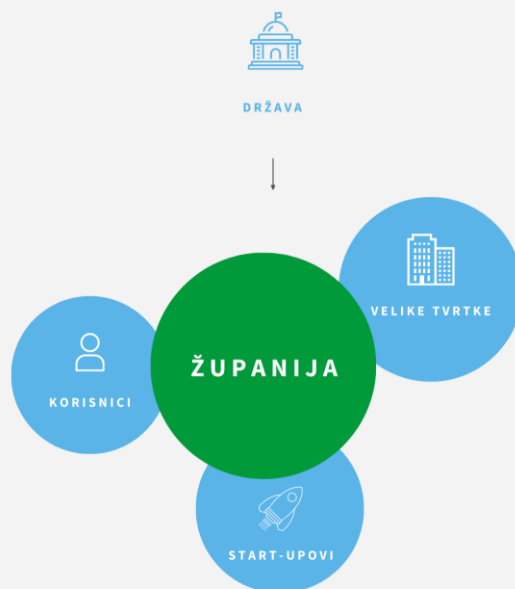 DRŽAVA
VELIKE TVRTKE
ŽUPANIJA
KORISNICI
START-UPOVI